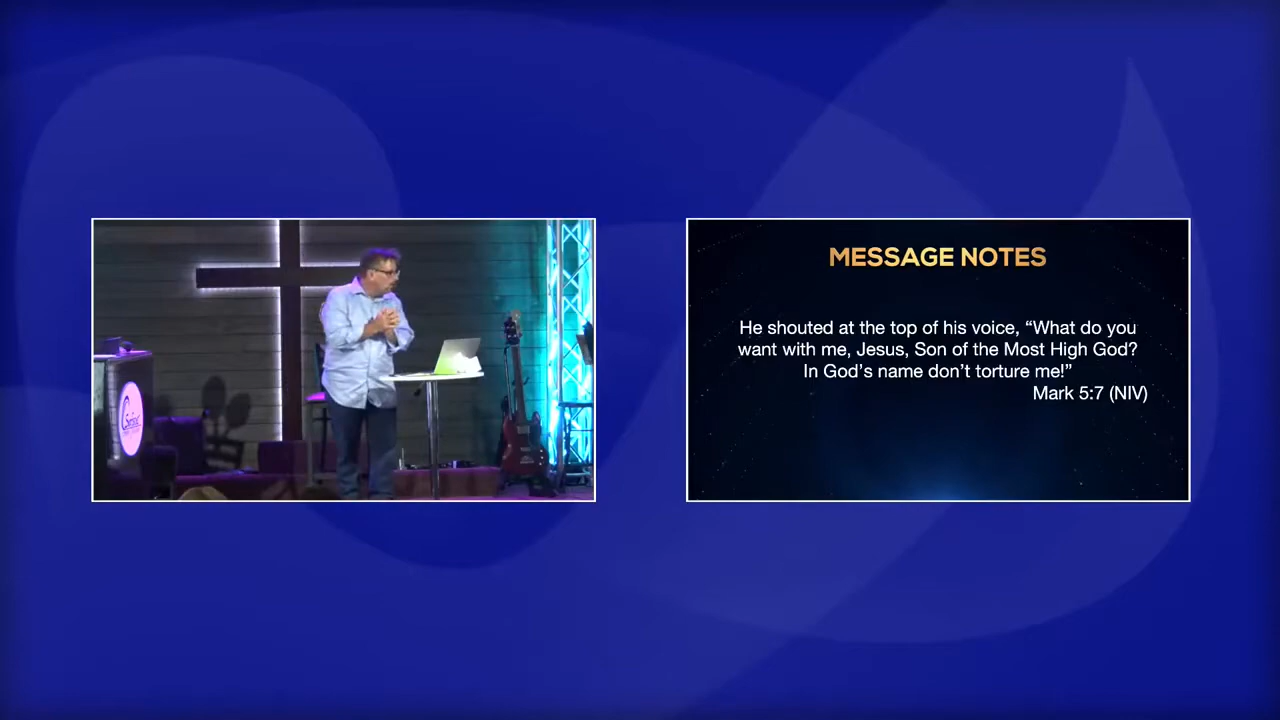 MESSAGE NOTES
He shouted at the top of his voice, “What do you
want with me, Jesus, Son of the Most High God?
In God’s name don’t torture me!”
Mark 5:7 (NIV)